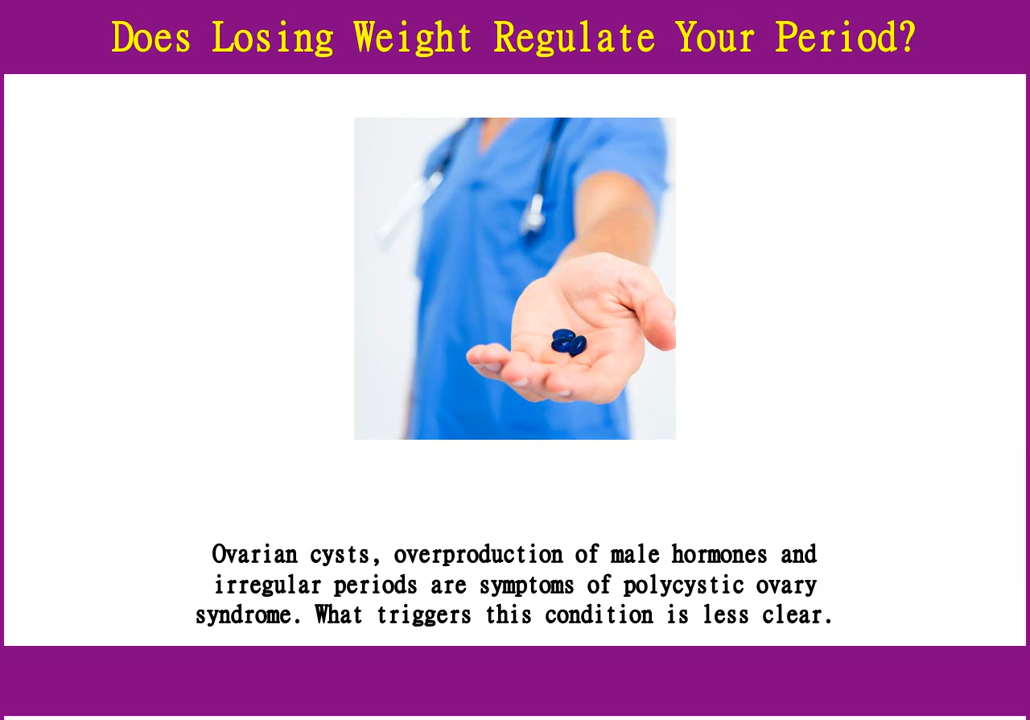 Does Losing Weight Regulate Your Period?
Ovarian cysts, overproduction of male hormones and
irregular periods are symptoms of polycystic ovary
syndrome. What triggers this condition is less clear.